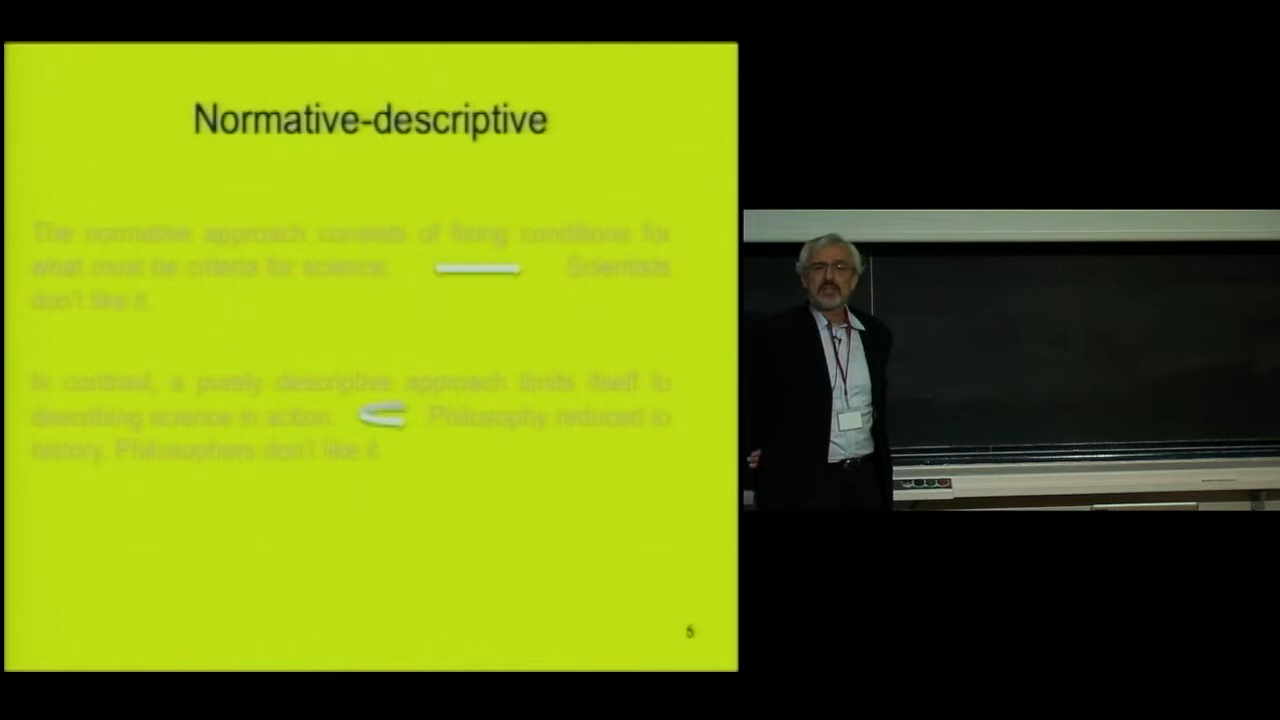 Normative-descriptive
The normative approach consists of fixing conditions for
what must be criteria for science. Scientists
don't like it.
In contrast, a purely descriptive approach limits itself to
describing science in action. Philosophy reduced to
history. Philosophers don't like it.
5